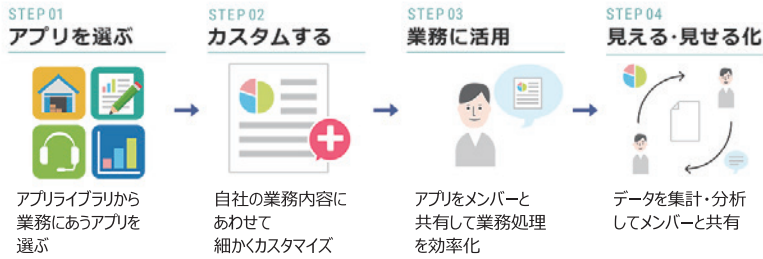 STEP 01
アプリを選ぶ
アプリライブラリから
業務にあうアプリを
選ぶ
STEP 02
カスタムする
自社の業務内容に
あわせて
細かくカスタマイズ
STEP 03
業務に活用
アプリをメンバーと
共有して業務処理
を効率化
STEP 04
見える・見せる化
データを集計・分析
してメンバーと共有